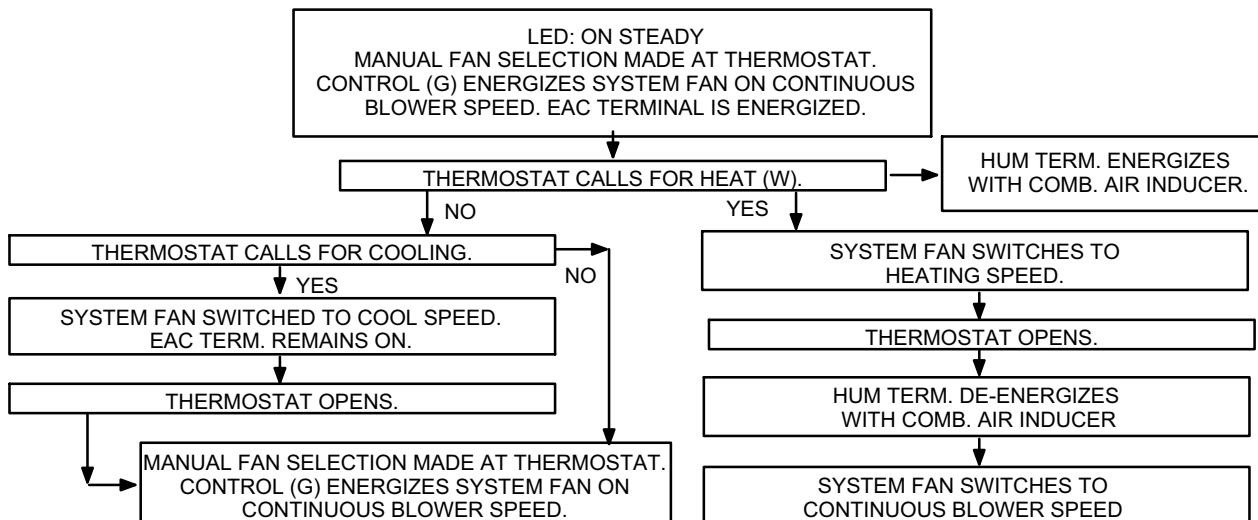 LED: ON STEADY
MANUAL FAN SELECTION MADE AT THERMOSTAT.
CONTROL (G) ENERGIZES SYSTEM FAN ON CONTINUOUS
BLOWER SPEED. EAC TERMINAL IS ENERGIZED.
THERMOSTAT CALLS FOR HEAT (W).
HUM TERM. ENERGIZES
WITH COMB. AIR INDUCER.
NO
YES
THERMOSTAT CALLS FOR COOLING.
NO
YES
SYSTEM FAN SWITCHED TO COOL SPEED.
EAC TERM. REMAINS ON.
THERMOSTAT OPENS.
MANUAL FAN SELECTION MADE AT THERMOSTAT.
CONTROL (G) ENERGIZES SYSTEM FAN ON
CONTINUOUS BLOWER SPEED.
SYSTEM FAN SWITCHES TO
HEATING SPEED.
THERMOSTAT OPENS.
HUM TERM. DE-ENERGIZES
WITH COMB. AIR INDUCER
SYSTEM FAN SWITCHES TO
CONTINUOUS BLOWER SPEED